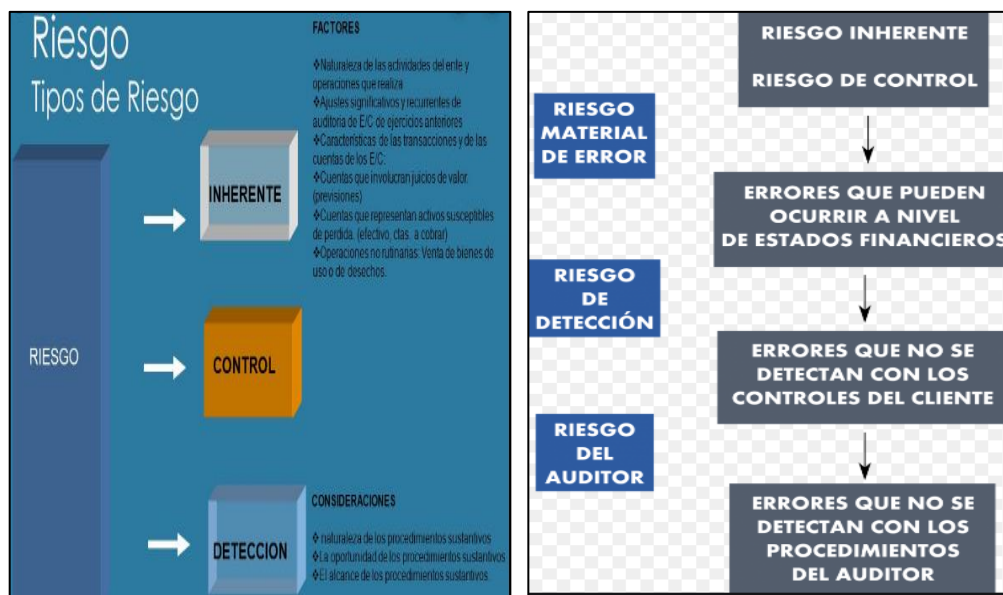 Riesgo
Tipos de Riesgo
RIESGO
INHERENTE
CONTROL
DETECCION
FACTORES
❖Naturaleza de las actividades del ente y
operaciones que realiza
❖Ajustes significativos y recurrentes de
auditoria de E/C de ejercicios anteriores
❖Características de las transacciones y de las
cuentas de los E/C:
❖Cuentas que involucran juicios de valor.
(previsiones)
❖Cuentas que representan activos susceptibles
de perdida. (efectivo, ctas. a cobrar)
❖Operaciones no rutinarias: Venta de bienes de
uso o de desechos.
CONSIDERACIONES
❖ naturaleza de los procedimientos sustantivos
❖La oportunidad de los procedimientos sustantivos
❖El alcance de los procedimientos sustantivos.
RIESGO INHERENTE
RIESGO DE CONTROL
RIESGO
MATERIAL
DE ERROR
ERRORES QUE PUEDEN
OCURRIR A NIVEL
DE ESTADOS FINANCIEROS
RIESGO
DE
DETECCIÓN
ERRORES QUE NO SE
DETECTAN CON LOS
CONTROLES DEL CLIENTE
RIESGO
DEL
AUDITOR
ERRORES QUE NO SE
DETECTAN CON LOS
PROCEDIMIENTOS
DEL AUDITOR